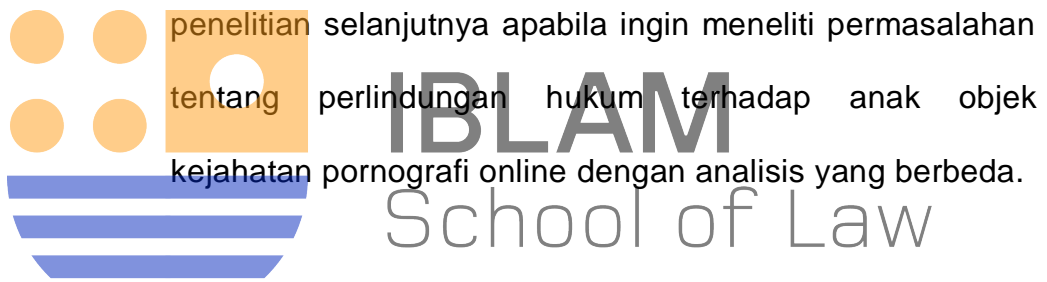 penelitian selanjutnya apabila ingin meneliti permasalahan
tentang perlindungan hukum terhadap anak objek
kejahatan pornografi online dengan analisis yang berbeda.
IBLAM
School of Law